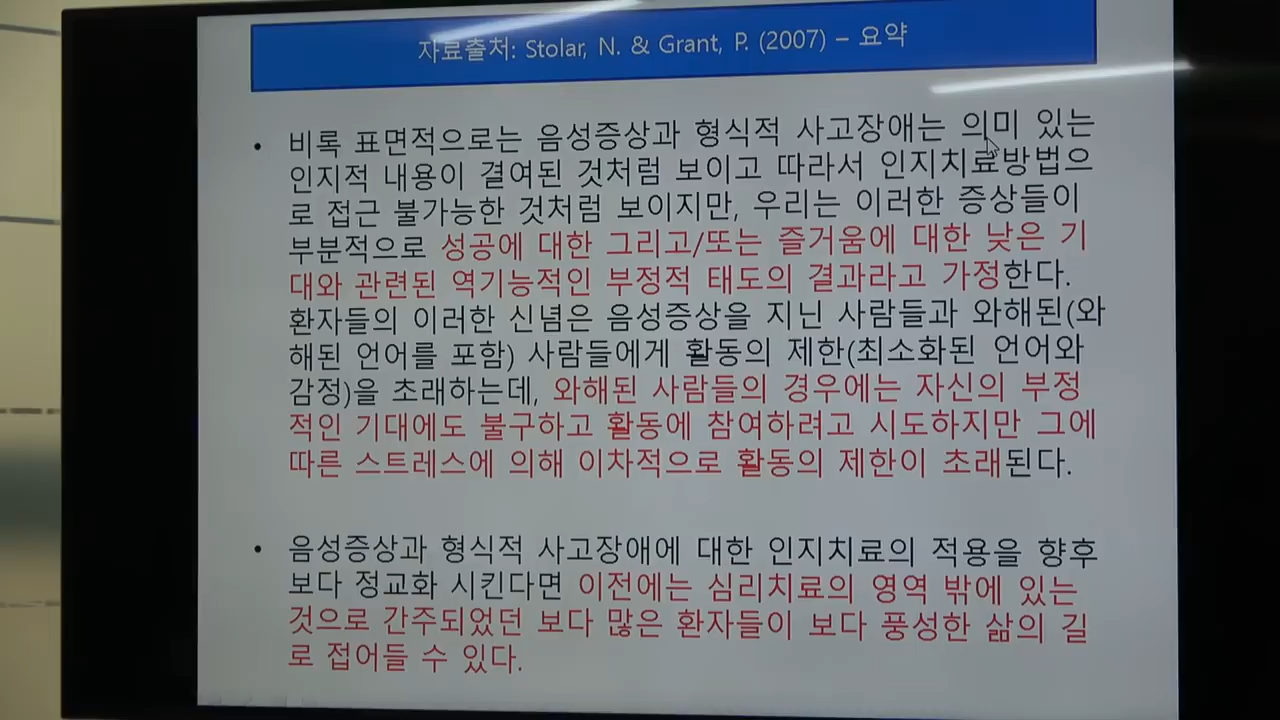 자료출처: Stolar, N. & Grant, P. (2007) – 요약
• 비록 표면적으로는 음성증상과 형식적 사고장애는 의미 있는
인지적 내용이 결여된 것처럼 보이고 따라서 인지치료방법으
로 접근 불가능한 것처럼 보이지만, 우리는 이러한 증상들이
부분적으로 성공에 대한 그리고/또는 즐거움에 대한 낮은 기
대와 관련된 역기능적인 부정적 태도의 결과라고 가정한다.
환자들의 이러한 신념은 음성증상을 지닌 사람들과 와해된(와
해된 언어를 포함) 사람들에게 활동의 제한(최소화된 언어와
감정)을 초래하는데, 와해된 사람들의 경우에는 자신의 부정
적인 기대에도 불구하고 활동에 참여하려고 시도하지만 그에
따른 스트레스에 의해 이차적으로 활동의 제한이 초래된다.
• 음성증상과 형식적 사고장애에 대한 인지치료의 적용을 향후
보다 정교화 시킨다면 이전에는 심리치료의 영역 밖에 있는
것으로 간주되었던 보다 많은 환자들이 보다 풍성한 삶의 길
로 접어들 수 있다.